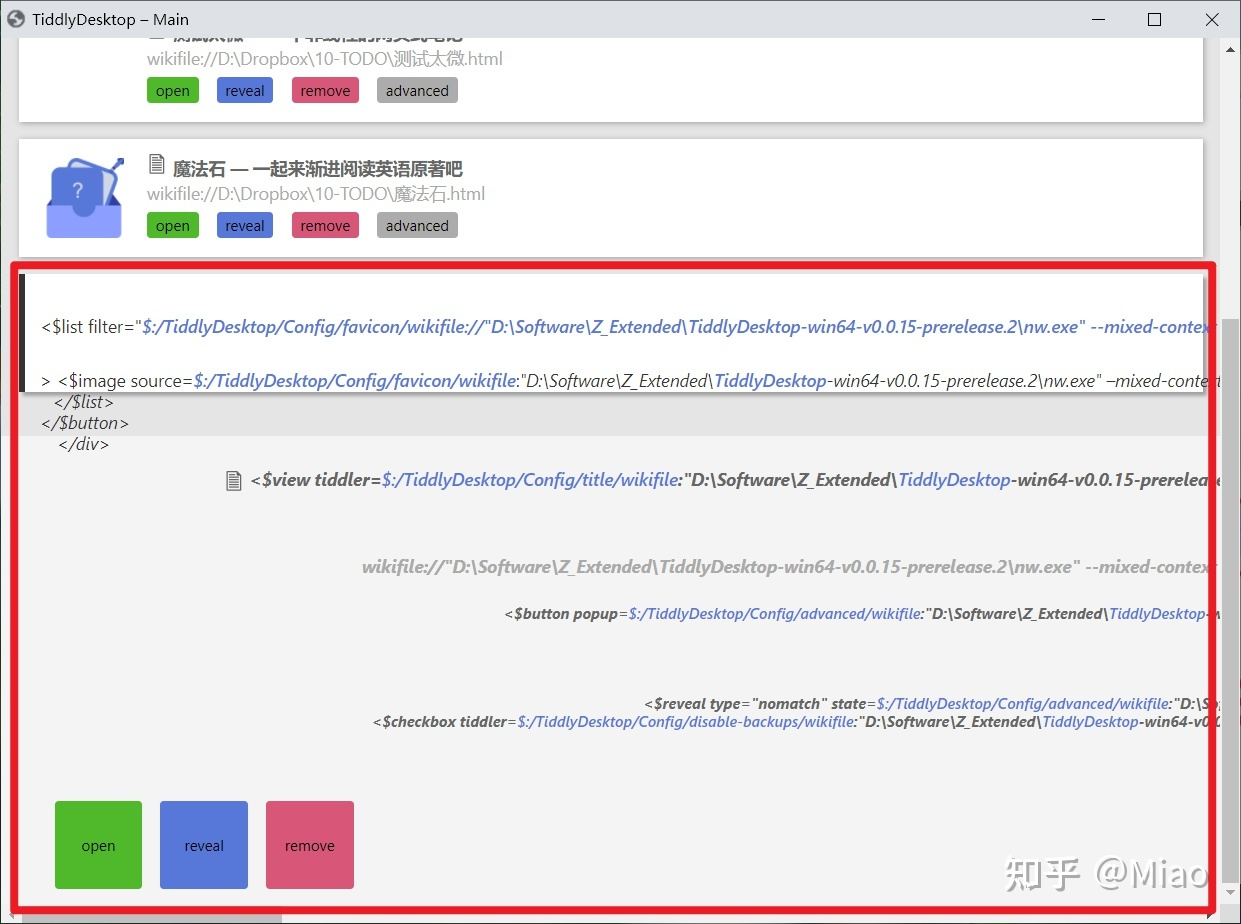 TiddlyDesktop – Main
wikifile://D:\Dropbox\10-TODO\测试太微.html
open reveal remove advanced
魔法石 — 一起来渐进阅读英语原著吧
wikifile://D:\Dropbox\10-TODO\魔法石.html
open reveal remove advanced
<$list filter="$:/TiddlyDesktop/Config/favicon/wikifile://"D:\Software\Z_Extended\TiddlyDesktop-win64-v0.0.15-prerelease.2\nw.exe" --mixed-contex
> <$image source=$:/TiddlyDesktop/Config/favicon/wikifile:"D:\Software\Z_Extended\TiddlyDesktop-win64-v0.0.15-prerelease.2\nw.exe" –mixed-context
</$list>
</$button>
</div>
<$view tiddler=$:/TiddlyDesktop/Config/title/wikifile:"D:\Software\Z_Extended\TiddlyDesktop-win64-v0.0.15-prerelease
wikifile://"D:\Software\Z_Extended\TiddlyDesktop-win64-v0.0.15-prerelease.2\nw.exe" --mixed-contex
<$button popup=$:/TiddlyDesktop/Config/advanced/wikifile:"D:\Software\Z_Extended\TiddlyDesktop-w
<$reveal type="nomatch" state=$:/TiddlyDesktop/Config/advanced/wikifile:"D:\So
<$checkbox tiddler=$:/TiddlyDesktop/Config/disable-backups/wikifile:"D:\Software\Z_Extended\TiddlyDesktop-win64-v0.0
open reveal remove
知乎 @Miao